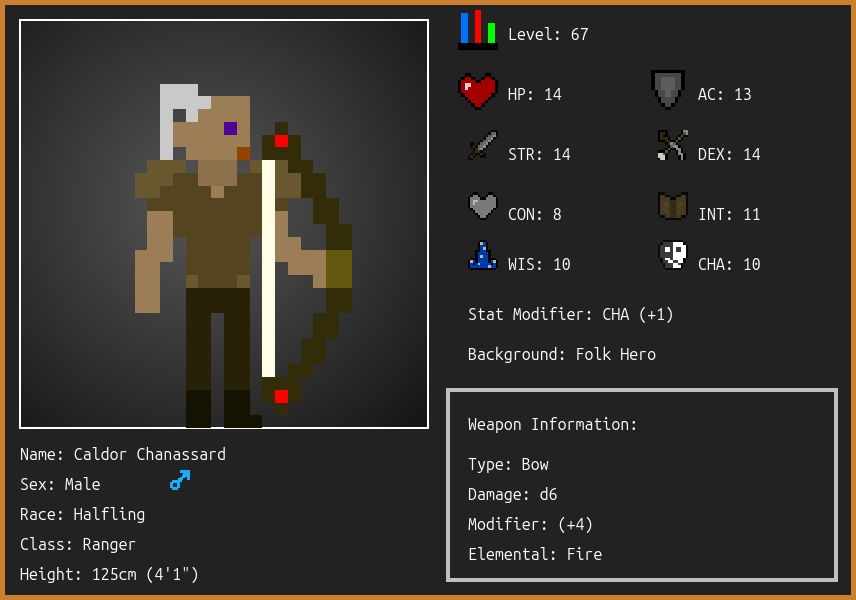 Level: 67
HP: 14
AC: 13
STR: 14
DEX: 14
CON: 8
INT: 11
WIS: 10
CHA: 10
Stat Modifier: CHA (+1)
Background: Folk Hero
Weapon Information:
Type: Bow
Damage: d6
Modifier: (+4)
Elemental: Fire
Name: Caldor Chanassard
Sex: Male
Race: Halfling
Class: Ranger
Height: 125cm (4'1")